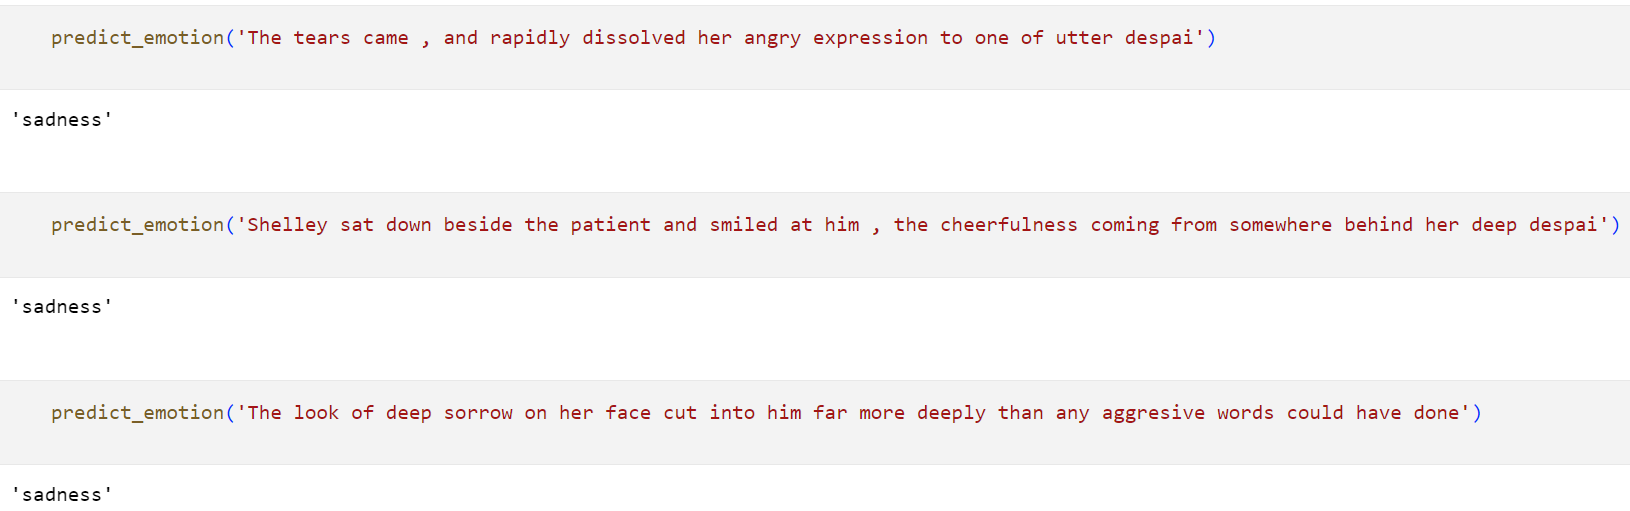 predict_emotion('The tears came , and rapidly dissolved her angry expression to one of utter despai')
'sadness'
predict_emotion('Shelley sat down beside the patient and smiled at him , the cheerfulness coming from somewhere behind her deep despai')
'sadness'
predict_emotion('The look of deep sorrow on her face cut into him far more deeply than any aggresive words could have done')
'sadness'